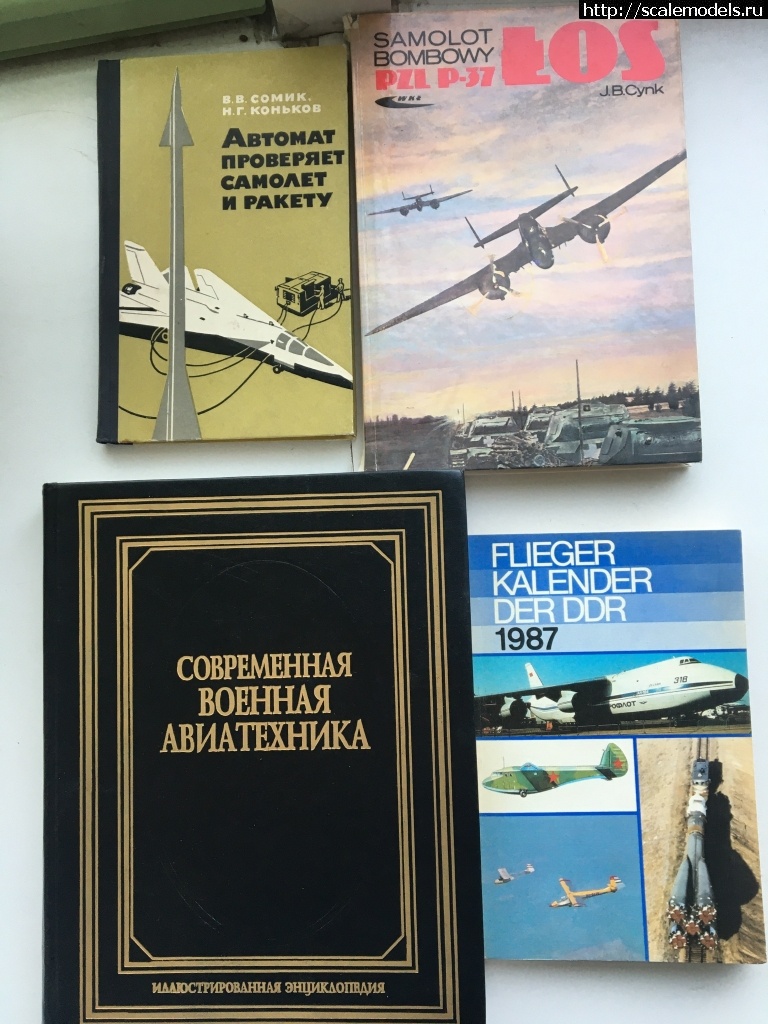 http://scalemodels.ru
В.В. СОМИК,
Н.Г. КОНЬКОВ
АВТОМАТ
ПРОВЕРЯЕТ
САМОЛЕТ
И РАКЕТУ
SAMOLOT
BOMBOWY
PZL P-37 ŁOŚ
J.B.Cynk
СОВРЕМЕННАЯ
ВОЕННАЯ
АВИАТЕХНИКА
ИЛЛЮСТРИРОВАННАЯ ЭНЦИКЛОПЕДИЯ
FLIEGER
KALENDER
DER DDR
1987
318
РОФЛОТ